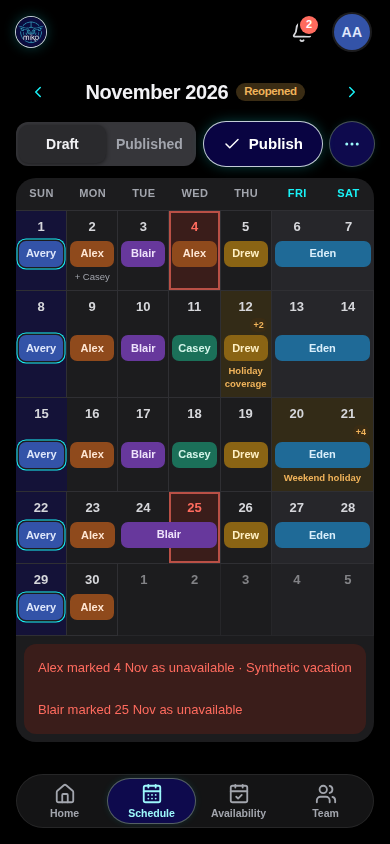 miko
2
AA
November 2026 Reopened
Draft Published Publish
SUN MON TUE WED THU FRI SAT
1 2 3 4 5 6 7
Avery Alex Blair Alex Drew Eden
+ Casey
8 9 10 11 12 13 14
+2
Avery Alex Blair Casey Drew Eden
Holiday
coverage
15 16 17 18 19 20 21
+4
Avery Alex Blair Casey Drew Eden
Weekend holiday
22 23 24 25 26 27 28
Avery Alex Blair Drew Eden
29 30 1 2 3 4 5
Avery Alex
Alex marked 4 Nov as unavailable · Synthetic vacation
Blair marked 25 Nov as unavailable
Home Schedule Availability Team